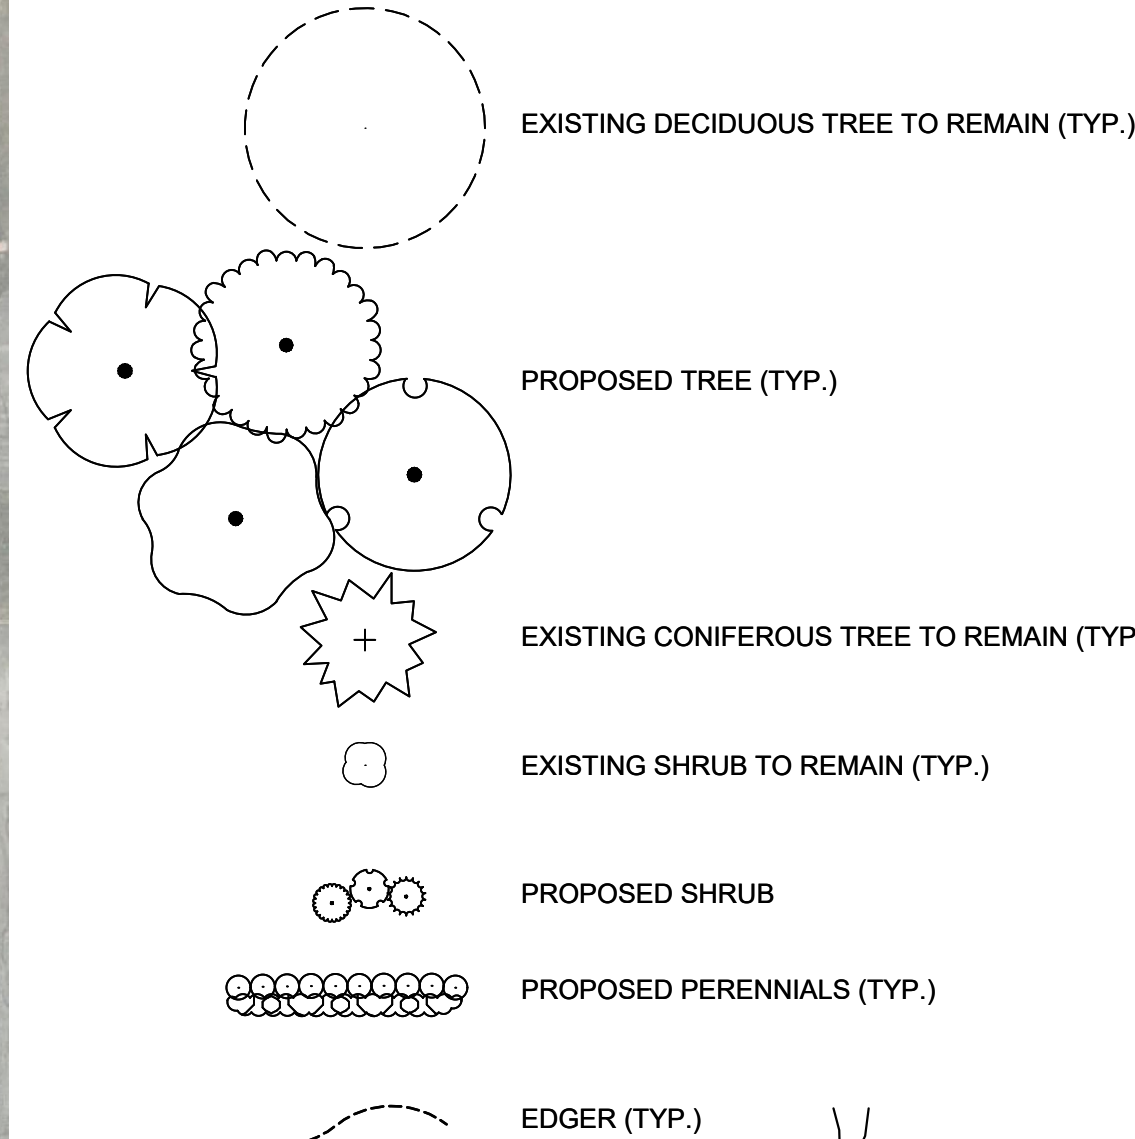 EXISTING DECIDUOUS TREE TO REMAIN (TYP.)
PROPOSED TREE (TYP.)
EXISTING CONIFEROUS TREE TO REMAIN (TYP
EXISTING SHRUB TO REMAIN (TYP.)
PROPOSED SHRUB
PROPOSED PERENNIALS (TYP.)
EDGER (TYP.)